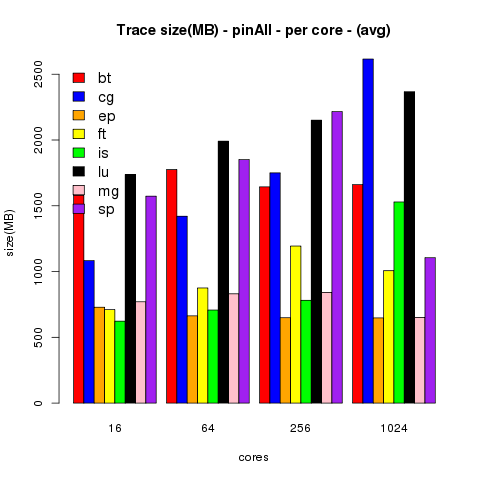 Trace size(MB) - pinAll - per core - (avg)
size(MB)
2500
2000
1500
1000
500
0
bt
cg
ep
ft
is
lu
mg
sp
16 64 256 1024
cores